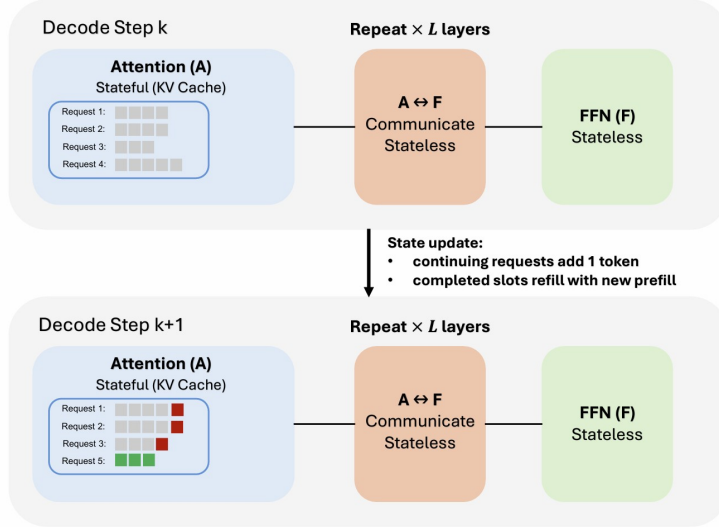 Decode Step k
Repeat × L layers
Attention (A)
Stateful (KV Cache)
Request 1:
Request 2:
Request 3:
Request 4:
A ↔ F
Communicate
Stateless
FFN (F)
Stateless
State update:
• continuing requests add 1 token
• completed slots refill with new prefill
Decode Step k+1
Repeat × L layers
Attention (A)
Stateful (KV Cache)
Request 1:
Request 2:
Request 3:
Request 5:
A ↔ F
Communicate
Stateless
FFN (F)
Stateless